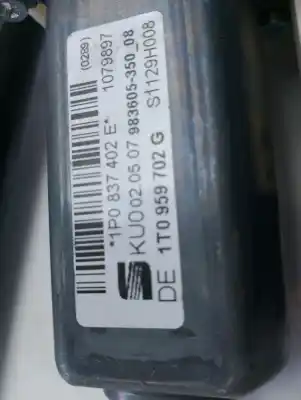 (0289)
1079897
*1P0 837 402 E*
KUO 02.05 07 983605-350_08
S1129H008
DE 1T0 959 702 G